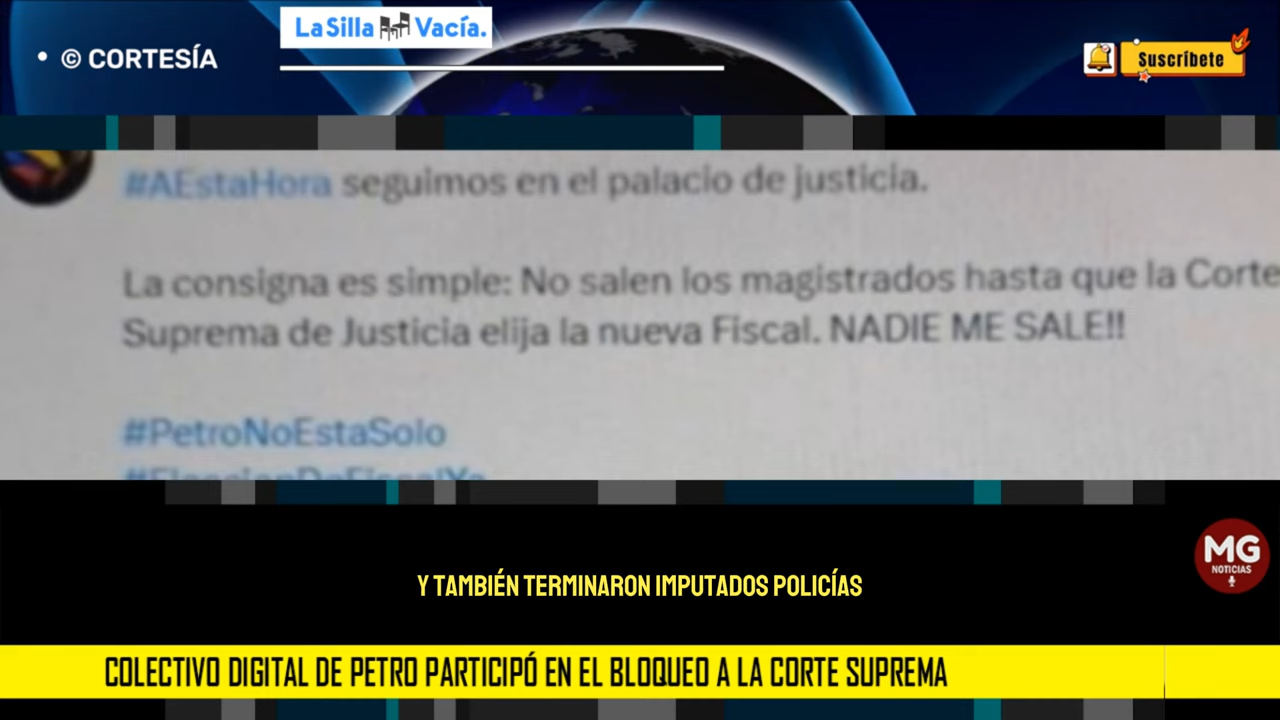 LaSilla Vacía.
• © CORTESÍA
Suscríbete
#AEstaHora seguimos en el palacio de justicia.
La consigna es simple: No salen los magistrados hasta que la Corte
Suprema de Justicia elija la nueva Fiscal. NADIE ME SALE!!
#PetroNoEstaSolo
MG
NOTICIAS
Y TAMBIÉN TERMINARON IMPUTADOS POLICÍAS
COLECTIVO DIGITAL DE PETRO PARTICIPÓ EN EL BLOQUEO A LA CORTE SUPREMA